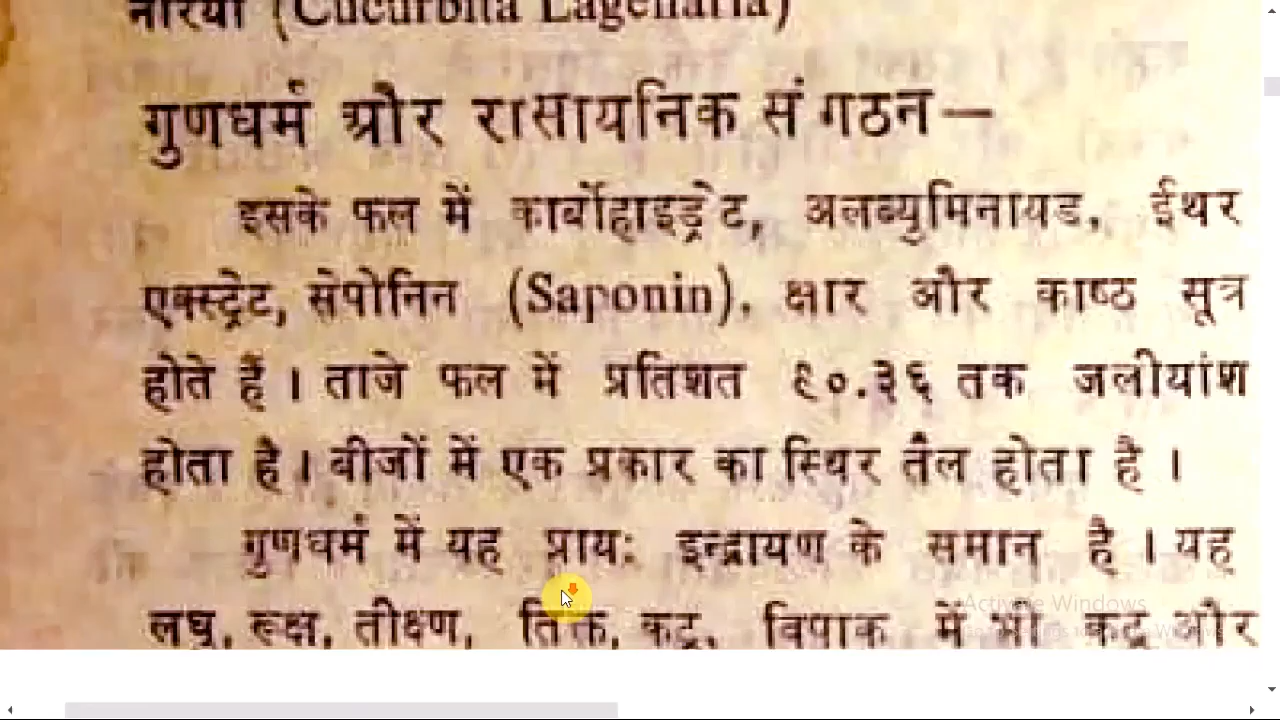 (Cucurbita Lagenaria)
गुणधर्म और रासायनिक संगठन—
इसके फल में कार्बोहाइड्रेट, अलब्युमिनायड, ईथर
एक्स्ट्रेट, सेपोनिन (Saponin), क्षार और काष्ठ सूत्र
होते हैं । ताजे फल में प्रतिशत ९०.३६ तक जलीयांश
होता है । बीजों में एक प्रकार का स्थिर तैल होता है ।
गुणधर्म में यह प्रायः इन्द्रायण के समान है । यह
लघु, रूक्ष, तीक्ष्ण, तिक्त, कटु, विपाक में भी कटु और
Activate Windows